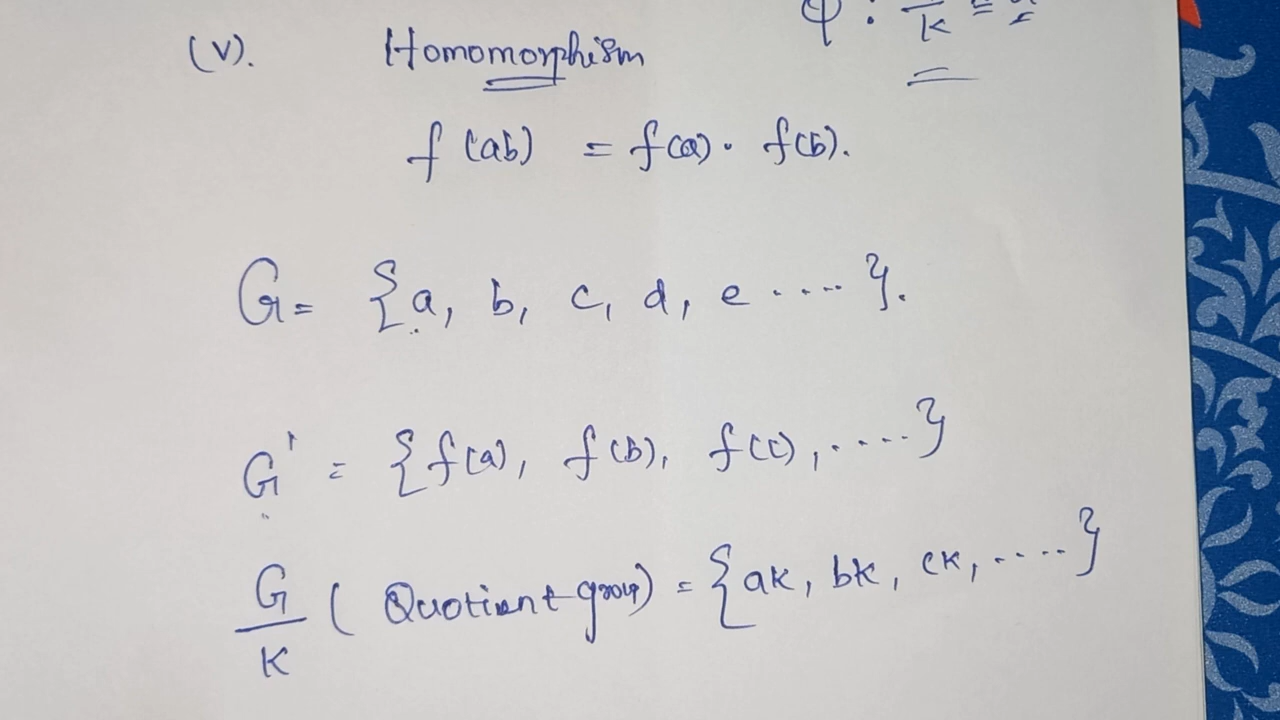 (V). Homomorphism
φ : G/K
f (ab) = f(a) · f(b).
G = {a, b, c, d, e ....}.
G' = {f(a), f(b), f(c), .....}
G/K ( Quotient group) = {aK, bK, cK, .....}